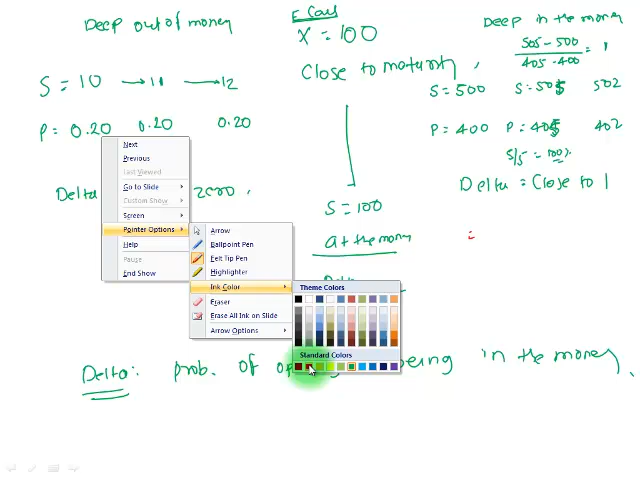 Deep out of money
E Call
X = 100
Close to maturity,
Deep in the money
505 - 500
405 - 400
= 1
S = 10 → 11 → 12
S = 500 S = 505 502
P = 0.20 0.20 0.20
P = 400 P = 405 402
5/5 = 100%
Delta zero,
Delta = Close to 1
S = 100
at the money
=
Delta: prob. of being in the money.
Next
Previous
Last Viewed
Go to Slide
Custom Show
Screen
Pointer Options
Help
Pause
End Show
Arrow
Ballpoint Pen
Felt Tip Pen
Highlighter
Ink Color
Eraser
Erase All Ink on Slide
Arrow Options
Theme Colors
Standard Colors